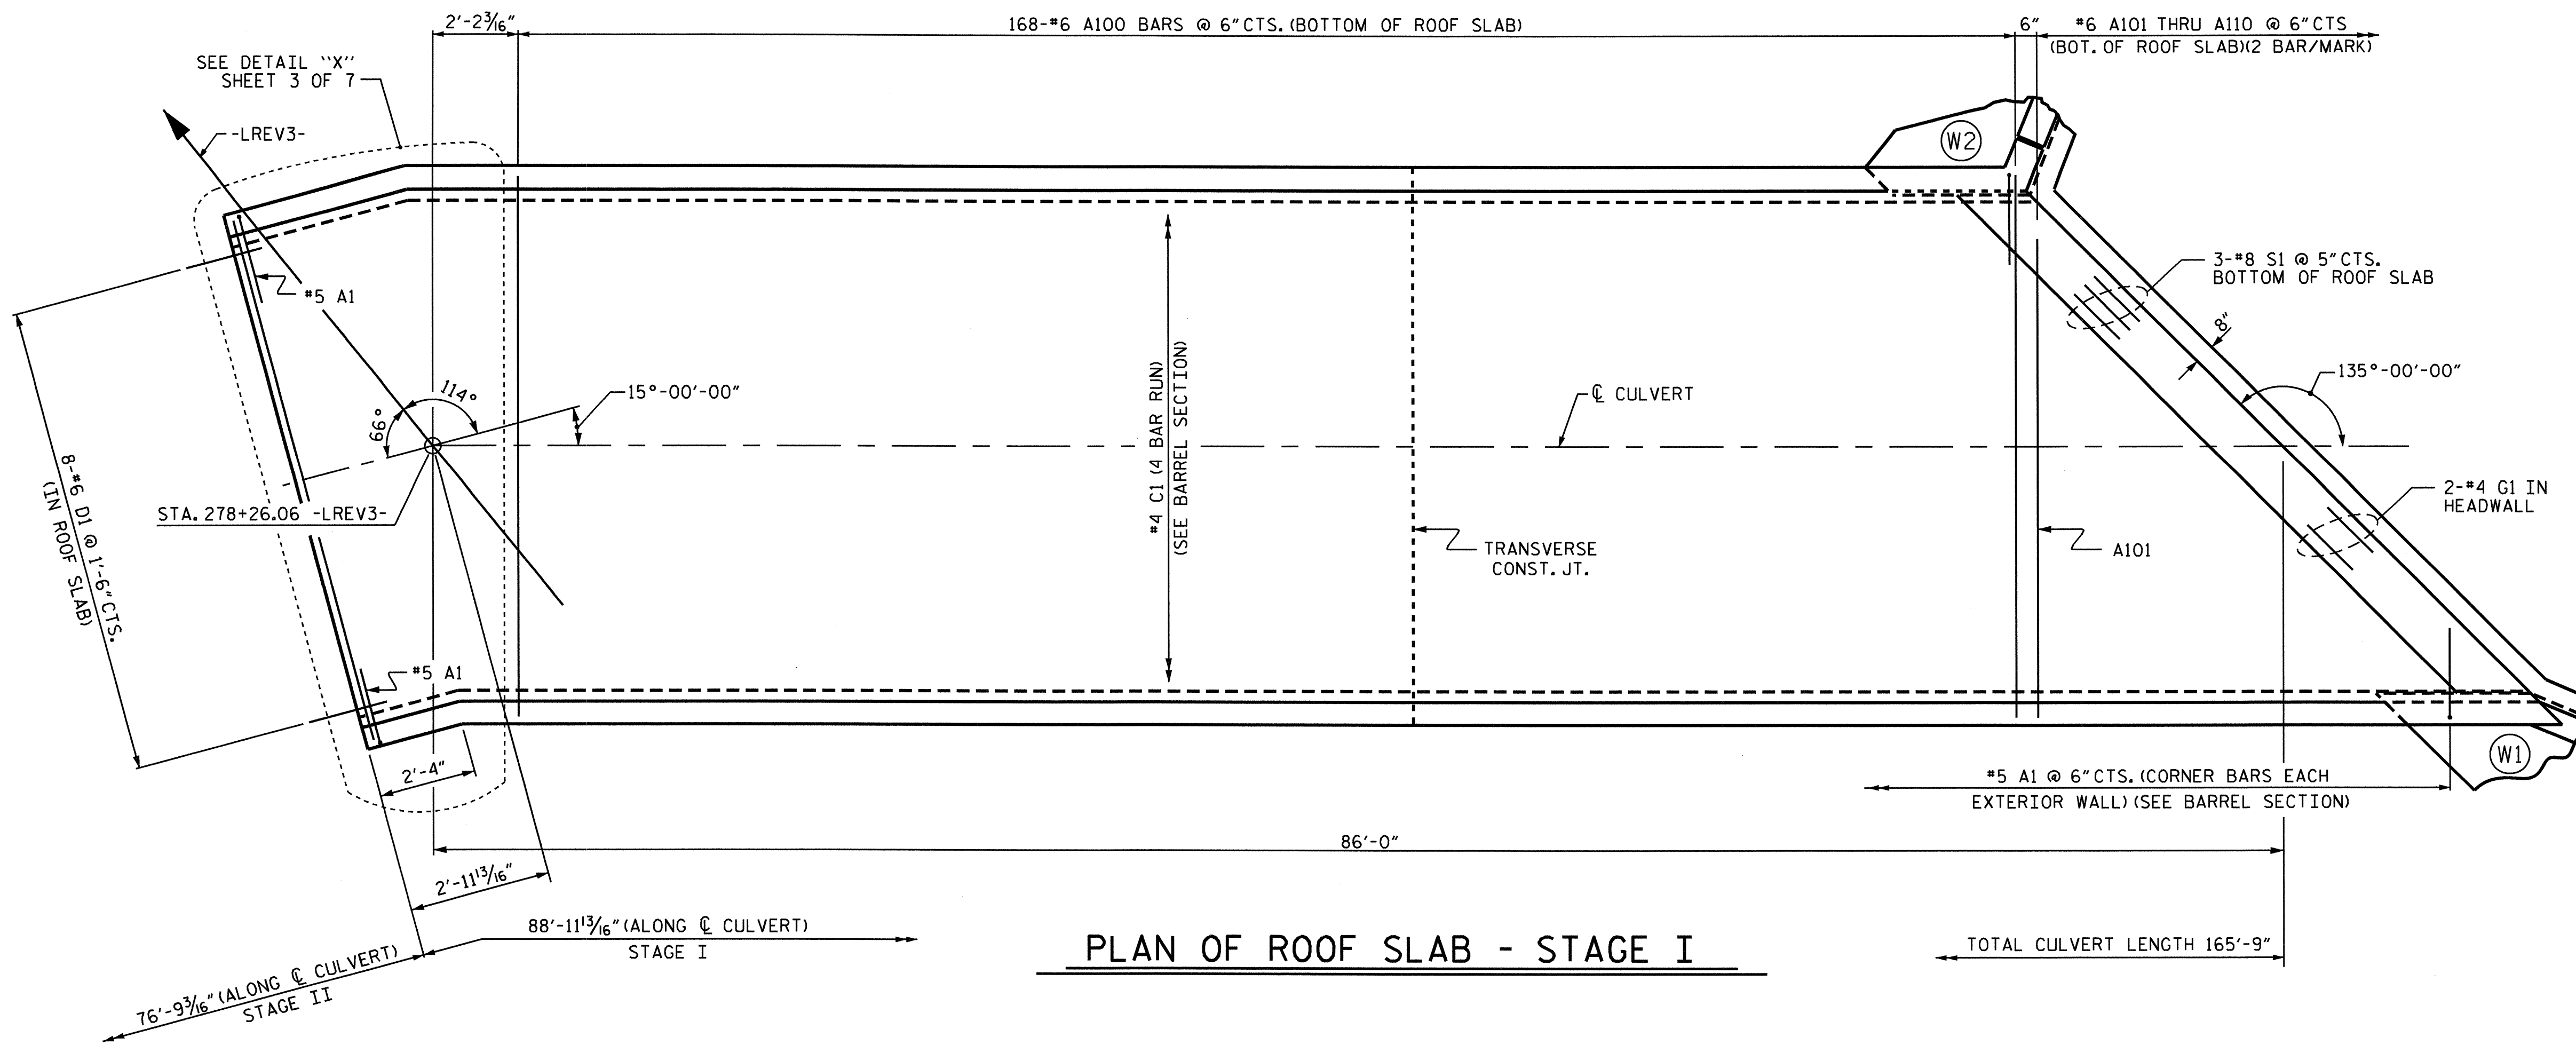 2'-2 3/16"
168-#6 A100 BARS @ 6" CTS. (BOTTOM OF ROOF SLAB)
6"
#6 A101 THRU A110 @ 6" CTS
(BOT. OF ROOF SLAB)(2 BAR/MARK)
SEE DETAIL "X"
SHEET 3 OF 7
-LREV3-
W2
#5 A1
3-#8 S1 @ 5" CTS.
BOTTOM OF ROOF SLAB
8"
135°-00'-00"
114°
66°
15°-00'-00"
℄ CULVERT
#4 C1 (4 BAR RUN)
(SEE BARREL SECTION)
8-#6 D1 @ 1'-6" CTS.
(IN ROOF SLAB)
STA. 278+26.06 -LREV3-
2-#4 G1 IN
HEADWALL
TRANSVERSE
CONST. JT.
A101
#5 A1
W1
2'-4"
#5 A1 @ 6" CTS. (CORNER BARS EACH
EXTERIOR WALL) (SEE BARREL SECTION)
86'-0"
2'-11 13/16"
88'-11 13/16" (ALONG ℄ CULVERT)
STAGE I
76'-9 3/16" (ALONG ℄ CULVERT)
STAGE II
PLAN OF ROOF SLAB - STAGE I
TOTAL CULVERT LENGTH 165'-9"